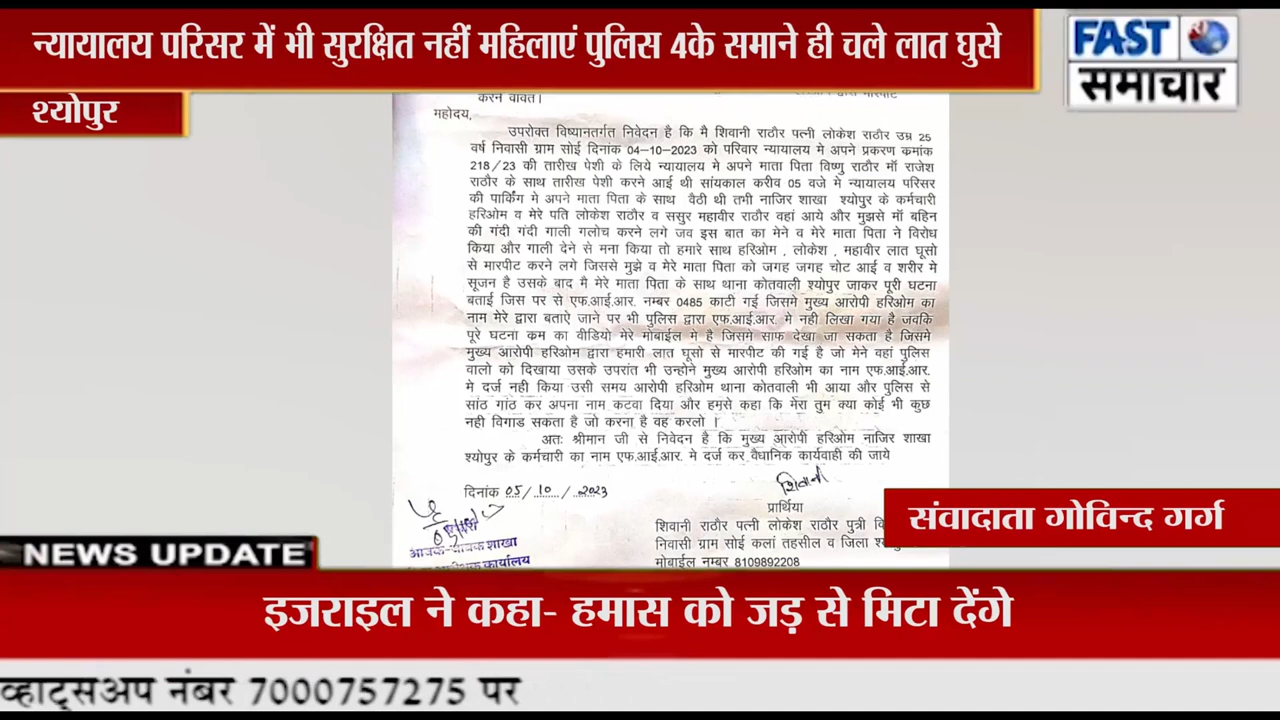 न्यायालय परिसर में भी सुरक्षित नहीं महिलाएं पुलिस 4के समाने ही चले लात घुसे
FAST
समाचार
श्योपुर
करने वावत।
महोदय,
उपरोक्त विष्यानतर्गत निवेदन है कि मै शिवानी राठौर पत्नी लोकेश राठौर उम्र 25
वर्ष निवासी ग्राम सोई दिनांक 04-10-2023 को परिवार न्यायालय मे अपने प्रकरण कमांक
218/23 की तारीख पेशी के लिये न्यायालय मे अपने माता पिता विष्णु राठौर मॉ राजेश
राठौर के साथ तारीख पेशी करने आई थी सांयकाल करीव 05 वजे मे न्यायालय परिसर
की पार्किंग मे अपने माता पिता के साथ वैठी थी तभी नाजिर शाखा श्योपुर के कर्मचारी
हरिओम व मेरे पति लोकेश राठौर व ससुर महावीर राठौर वहां आये और मुझसे मॉ बहिन
की गंदी गंदी गाली गलोच करने लगे जव इस बात का मेने व मेरे माता पिता ने विरोध
किया और गाली देने से मना किया तो हमारे साथ हरिओम , लोकेश , महावीर लात घूसो
से मारपीट करने लगे जिससे मुझे व मेरे माता पिता को जगह जगह चोट आई व शरीर मे
सूजन है उसके बाद मै मेरे माता पिता के साथ थाना कोतवाली श्योपुर जाकर पूरी घटना
बताई जिस पर से एफ.आई.आर. नम्बर 0485 काटी गई जिसमे मुख्य आरोपी हरिओम का
नाम मेरे द्वारा बताऐ जाने पर भी पुलिस द्वारा एफ.आई.आर. मे नही लिखा गया है जवकि
पूरे घटना कम का वीडियो मेरे मोबाईल मे है जिसमे साफ देखा जा सकता है जिसमे
मुख्य आरोपी हरिओम द्वारा हमारी लात घूसो से मारपीट की गई है जो मेने वहां पुलिस
वालो को दिखाया उसके उपरांत भी उन्होने मुख्य आरोपी हरिओम का नाम एफ.आई.आर.
मे दर्ज नही किया उसी समय आरोपी हरिओम थाना कोतवाली भी आया और पुलिस से
सांठ गांठ कर अपना नाम कटवा दिया और हमसे कहा कि मेरा तुम क्या कोई भी कुछ
नही विगाड सकता है जो करना है वह करलो ।
अतः श्रीमान जी से निवेदन है कि मुख्य आरोपी हरिओम नाजिर शाखा
श्योपुर के कर्मचारी का नाम एफ.आई.आर. मे दर्ज कर वैधानिक कार्यवाही की जाये
दिनांक 05/10/2023
शिवानी
प्रार्थिया
शिवानी राठौर पत्नी लोकेश राठौर पुत्री
निवासी ग्राम सोई कलां तहसील व जिला
मोबाईल नम्बर 8109892208
आवक-जावक शाखा
कार्यालय
संवादाता गोविन्द गर्ग
NEWS UPDATE
इजराइल ने कहा- हमास को जड़ से मिटा देंगे
व्हाट्सअप नंबर 7000757275 पर